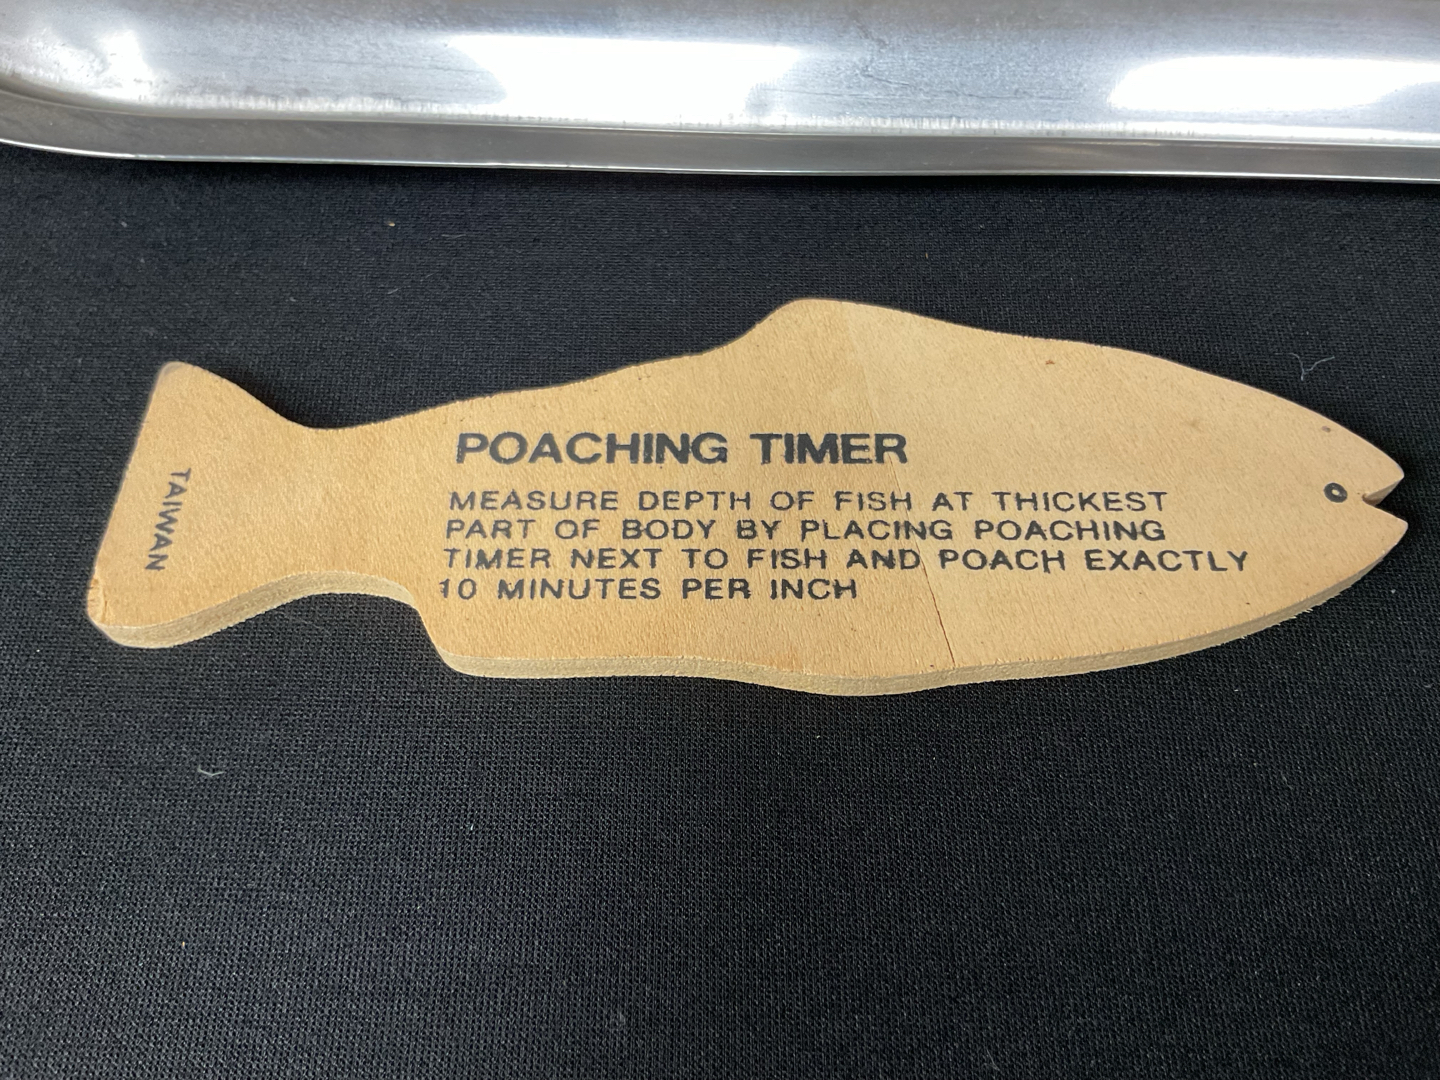 POACHING TIMER
MEASURE DEPTH OF FISH AT THICKEST
PART OF BODY BY PLACING POACHING
TIMER NEXT TO FISH AND POACH EXACTLY
10 MINUTES PER INCH
TAIWAN